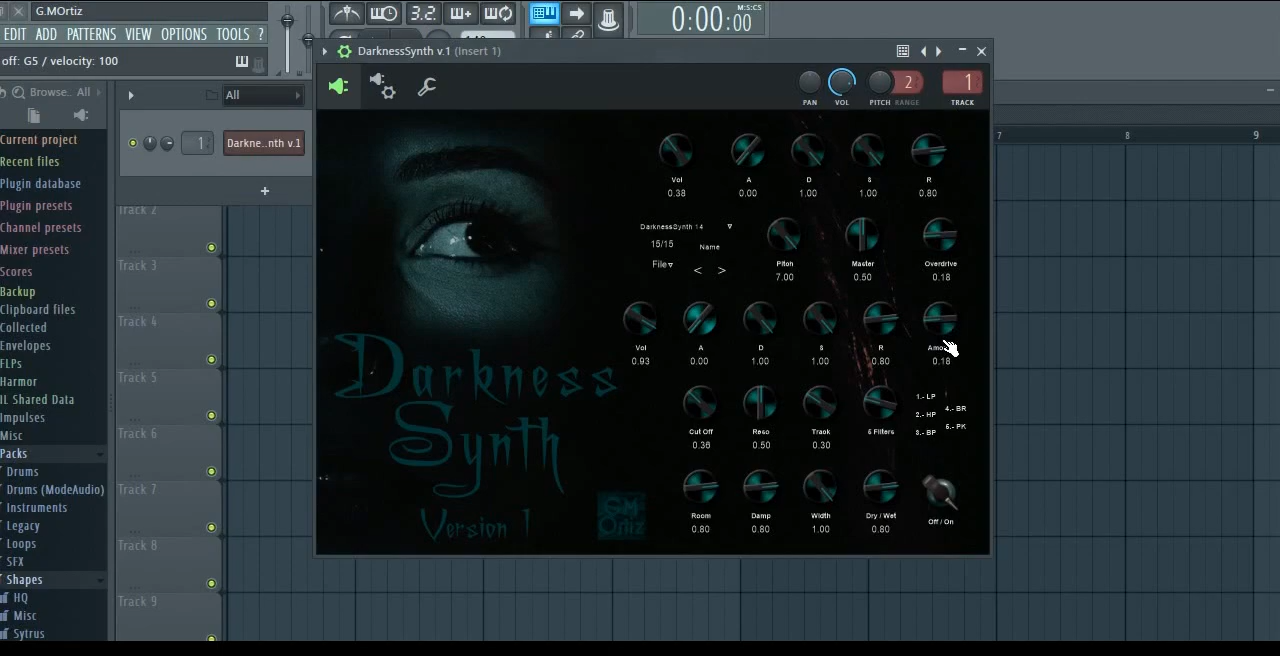 G.MOrtiz
EDIT ADD PATTERNS VIEW OPTIONS TOOLS ?
off: G5 / velocity: 100
3.2
0:00:00
M:S:CS
DarknessSynth v.1 (Insert 1)
PAN VOL PITCH RANGE TRACK
2
1
Browse.. All
All
1
Darkne..nth v.1
+
Current project
Recent files
Plugin database
Plugin presets
Channel presets
Mixer presets
Scores
Backup
Clipboard files
Collected
Envelopes
FLPs
Harmor
IL Shared Data
Impulses
Misc
Packs
Drums
Drums (ModeAudio)
Instruments
Legacy
Loops
SFX
Shapes
HQ
Misc
Sytrus
Track 2
Track 3
Track 4
Track 5
Track 6
Track 7
Track 8
Track 9
7 8 9
Vol A D S R
0.38 0.00 1.00 1.00 0.80
DarknessSynth 14
15/15 Name
File
< >
Pitch Master Overdrive
7.00 0.50 0.18
Vol A D S R
0.93 0.00 1.00 1.00 0.80 0.18
Cut Off Reso Track 5 Filters
0.36 0.50 0.30
1.- LP
2.- HP
3.- BP
4.- BR
5.- PK
Room Damp Width Dry / Wet
0.80 0.80 1.00 0.80
Off / On
Darkness
Synth
Version 1
GM
Ortiz